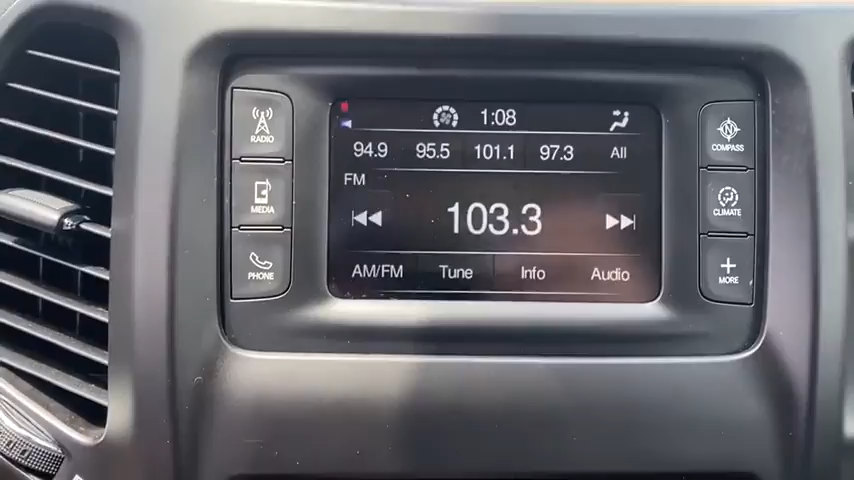 RADIO
MEDIA
PHONE
1:08
94.9 95.5 101.1 97.3 All
FM
103.3
AM/FM Tune Info Audio
N
COMPASS
CLIMATE
MORE